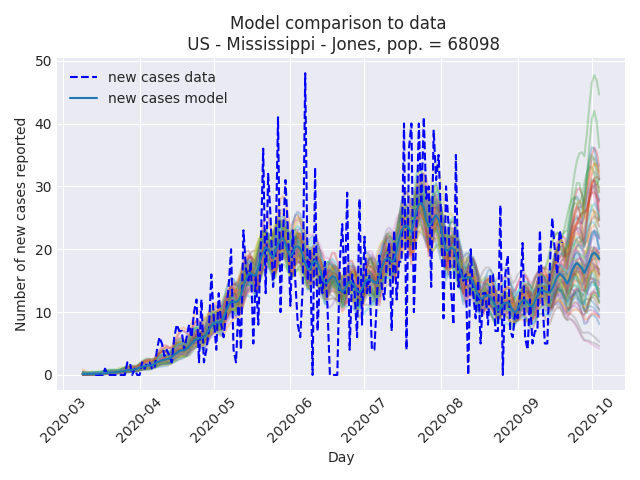 Model comparison to data
US - Mississippi - Jones, pop. = 68098
new cases data
new cases model
Number of new cases reported
50
40
30
20
10
0
2020-03
2020-04
2020-05
2020-06
2020-07
2020-08
2020-09
2020-10
Day